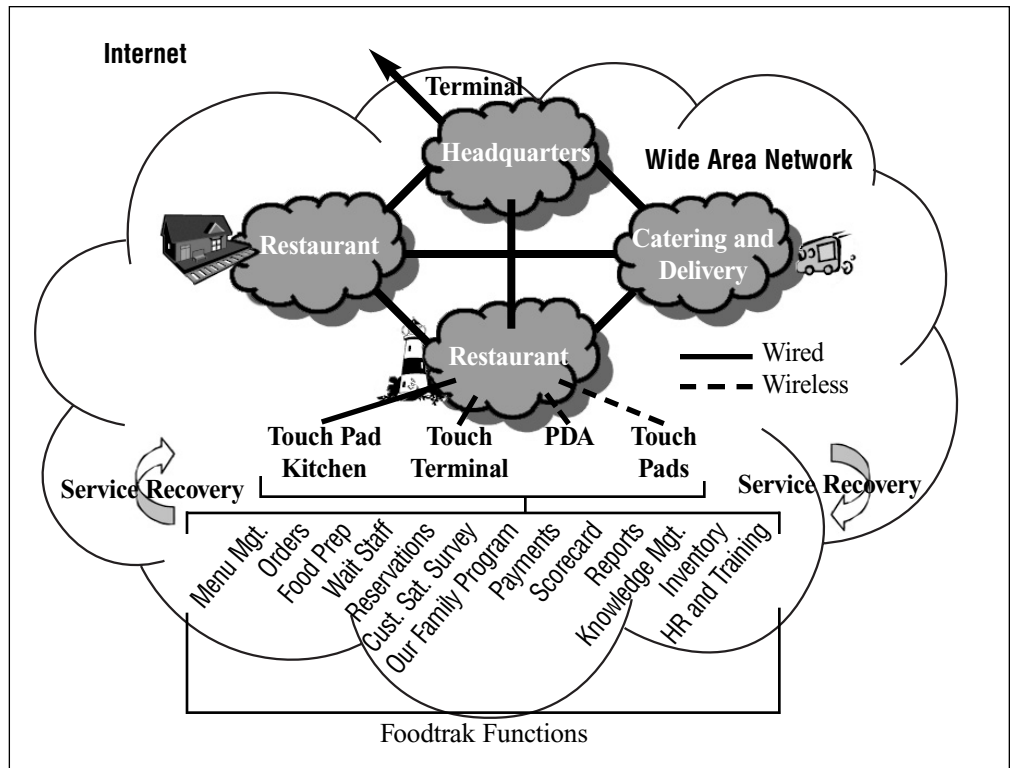 Internet
Terminal
Headquarters
Wide Area Network
Restaurant
Catering and
Delivery
Restaurant
Wired
Wireless
Touch Pad
Kitchen
Touch
Terminal
PDA
Touch
Pads
Service Recovery
Service Recovery
Menu Mgt.
Orders
Food Prep
Wait Staff
Reservations
Cust. Sat. Survey
Our Family Program
Payments
Scorecard
Reports
Knowledge Mgt.
Inventory
HR and Training
Foodtrak Functions